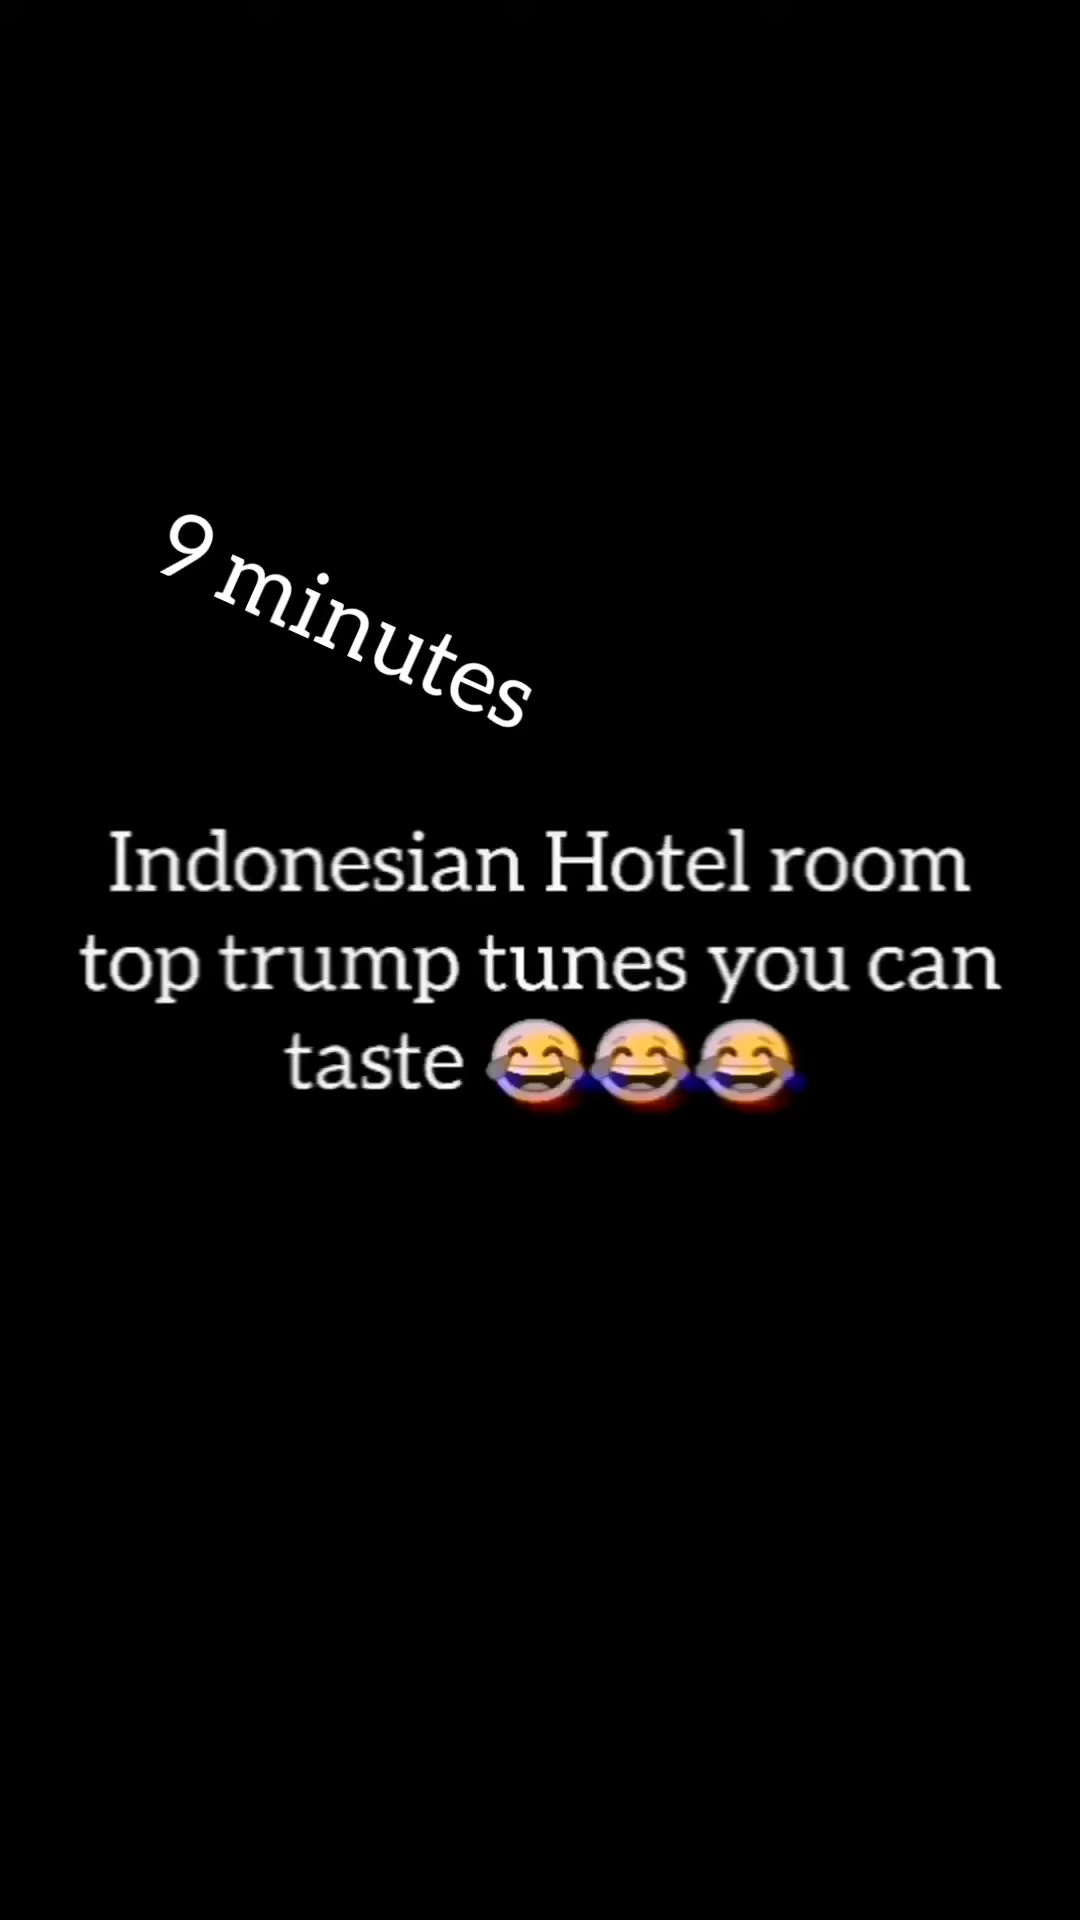 9 minutes
Indonesian Hotel room
top trump tunes you can
taste 😂😂😂